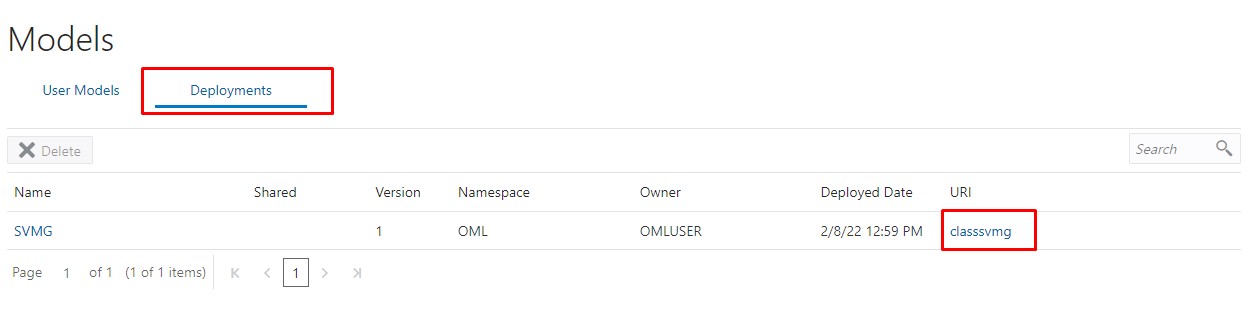 Models
User Models Deployments
Delete Search
Name Shared Version Namespace Owner Deployed Date URI
SVMG 1 OML OMLUSER 2/8/22 12:59 PM classsvmg
Page 1 of 1 (1 of 1 items) 1